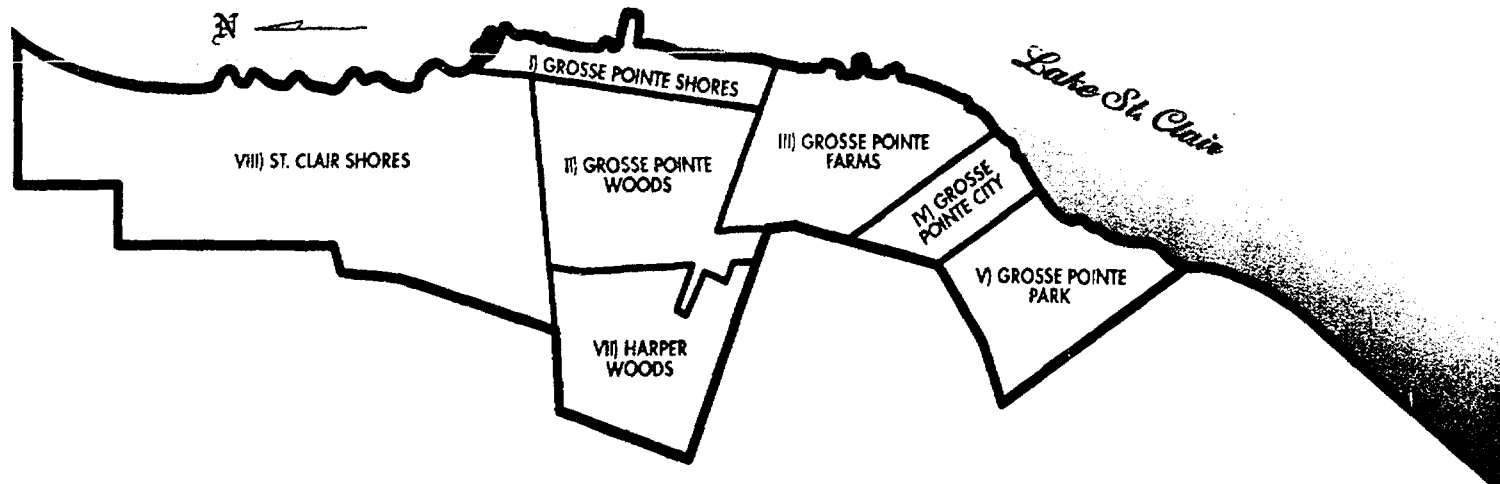 N
Lake St. Clair
I) GROSSE POINTE SHORES
VIII) ST. CLAIR SHORES
II) GROSSE POINTE
WOODS
III) GROSSE POINTE
FARMS
IV) GROSSE
POINTE CITY
V) GROSSE POINTE
PARK
VII) HARPER
WOODS